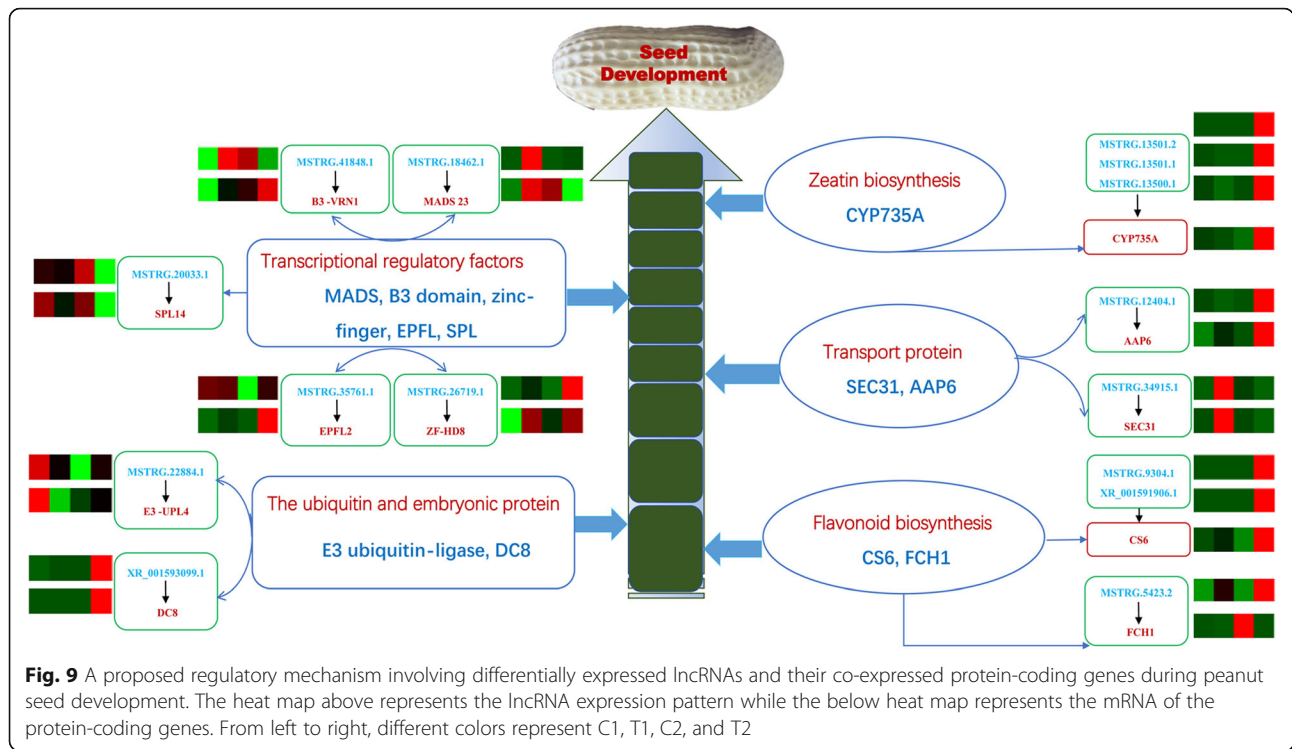 Seed
Development
MSTRG.41848.1
B3 -VRN1
MSTRG.18462.1
MADS 23
MSTRG.20033.1
SPL14
Transcriptional regulatory factors
MADS, B3 domain, zinc-
finger, EPFL, SPL
MSTRG.35761.1
EPFL2
MSTRG.26719.1
ZF-HD8
MSTRG.22884.1
E3 -UPL4
The ubiquitin and embryonic protein
E3 ubiquitin-ligase, DC8
XR_001593099.1
DC8
Zeatin biosynthesis
CYP735A
MSTRG.13501.2
MSTRG.13501.1
MSTRG.13500.1
CYP735A
Transport protein
SEC31, AAP6
MSTRG.12404.1
AAP6
MSTRG.34915.1
SEC31
Flavonoid biosynthesis
CS6, FCH1
MSTRG.9304.1
XR_001591906.1
CS6
MSTRG.5423.2
FCH1
Fig. 9 A proposed regulatory mechanism involving differentially expressed lncRNAs and their co-expressed protein-coding genes during peanut
seed development. The heat map above represents the lncRNA expression pattern while the below heat map represents the mRNA of the
protein-coding genes. From left to right, different colors represent C1, T1, C2, and T2